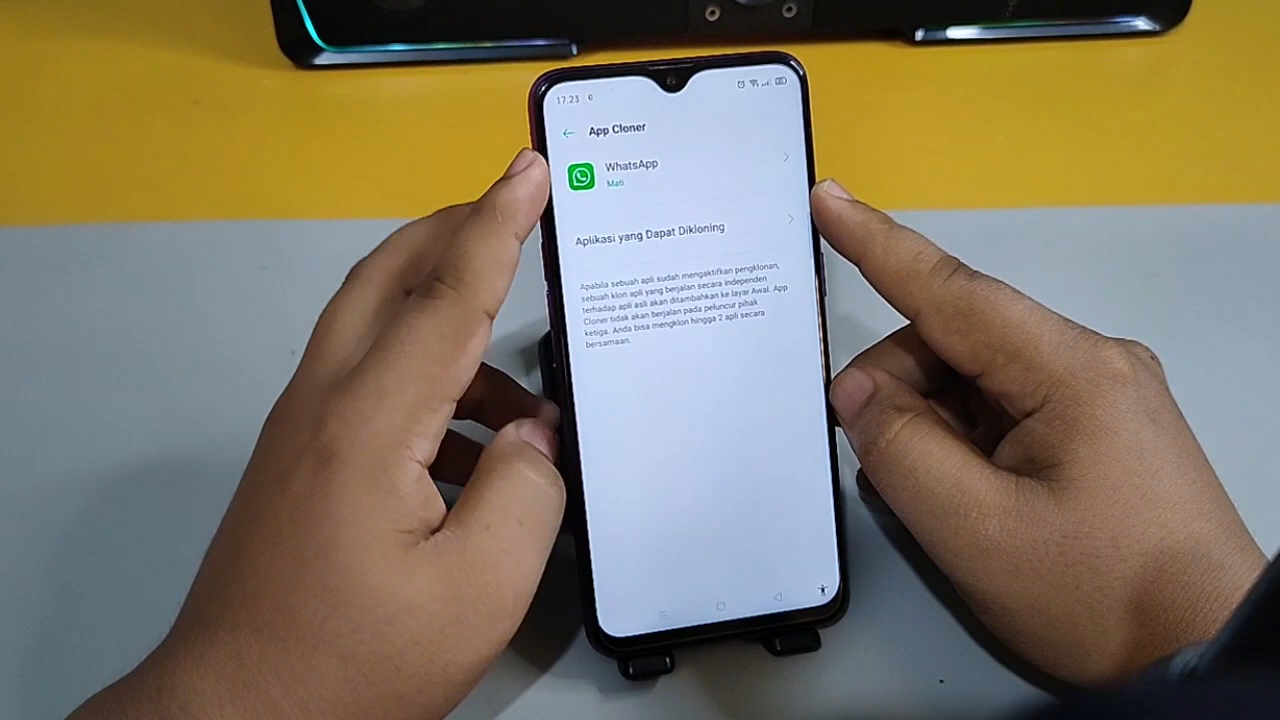 17.23
App Cloner
WhatsApp
Mati
Aplikasi yang Dapat Dikloning
Apabila sebuah apli sudah mengaktifkan pengklonan,
sebuah klon apli yang berjalan secara independen
terhadap apli asli akan ditambahkan ke layar Awal. App
Cloner tidak akan berjalan pada peluncur pihak
ketiga. Anda bisa mengklon hingga 2 apli secara
bersamaan.